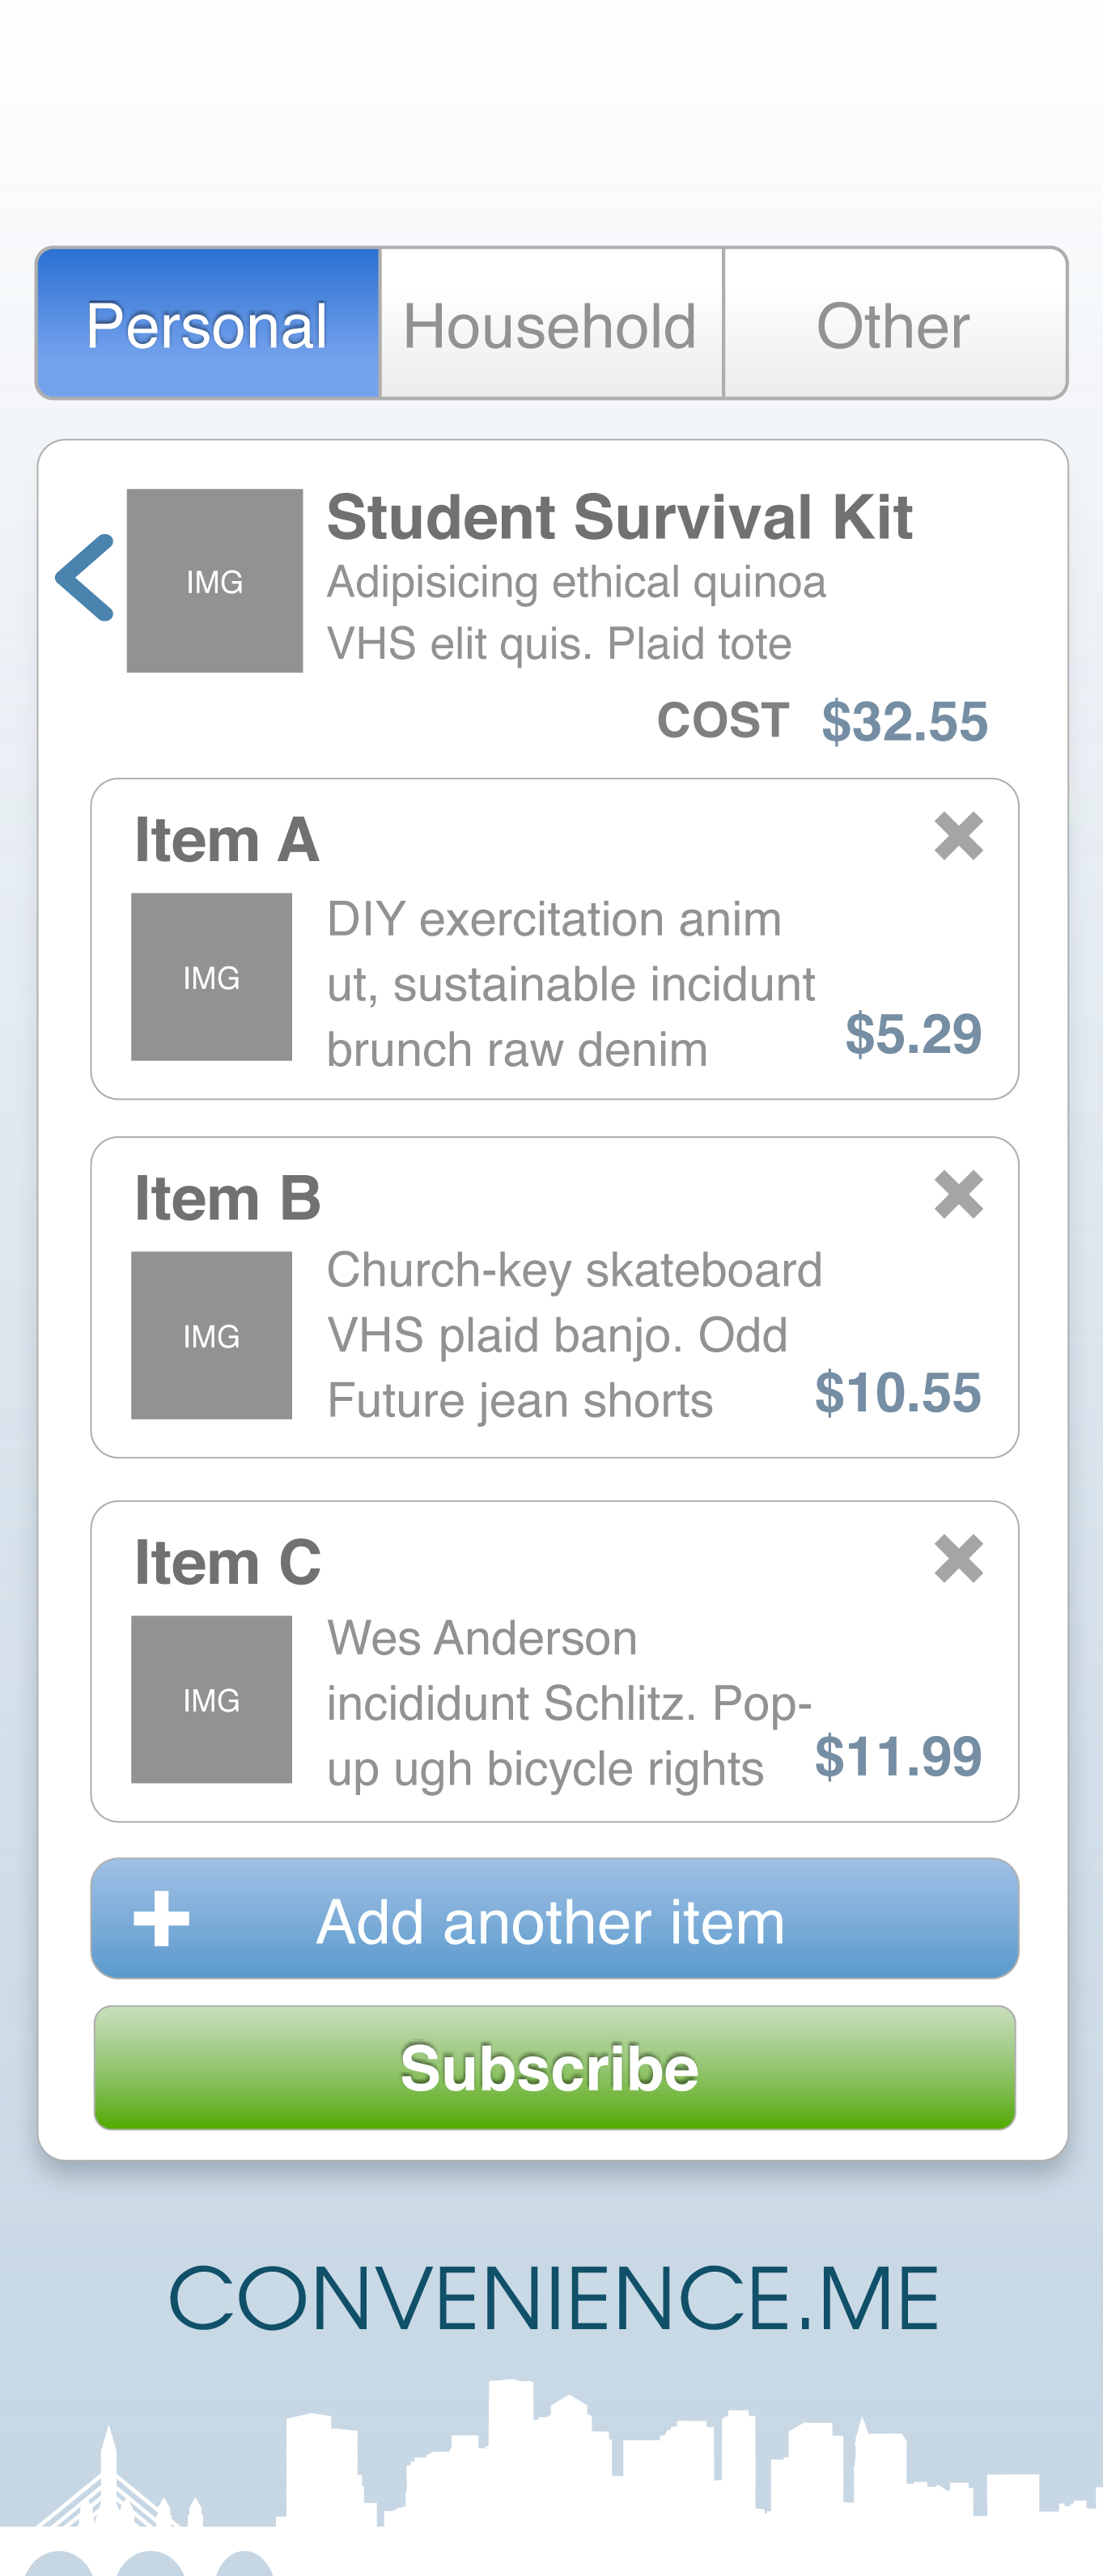 Personal Household Other
Student Survival Kit
IMG
Adipisicing ethical quinoa
VHS elit quis. Plaid tote
COST $32.55
Item A
IMG
DIY exercitation anim
ut, sustainable incidunt
brunch raw denim
$5.29
Item B
IMG
Church-key skateboard
VHS plaid banjo. Odd
Future jean shorts
$10.55
Item C
IMG
Wes Anderson
incididunt Schlitz. Pop-
up ugh bicycle rights
$11.99
Add another item
Subscribe
CONVENIENCE.ME